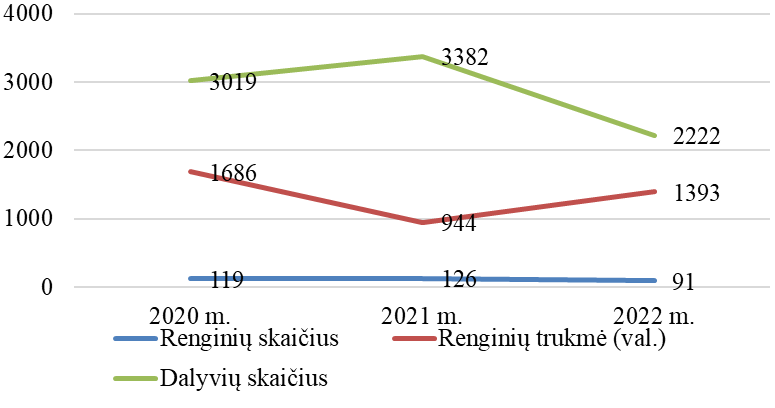 4000
3000
2000
1000
0
3019
3382
2222
1686
944
1393
119
126
91
2020 m.
2021 m.
2022 m.
Renginių skaičius
Renginių trukmė (val.)
Dalyvių skaičius